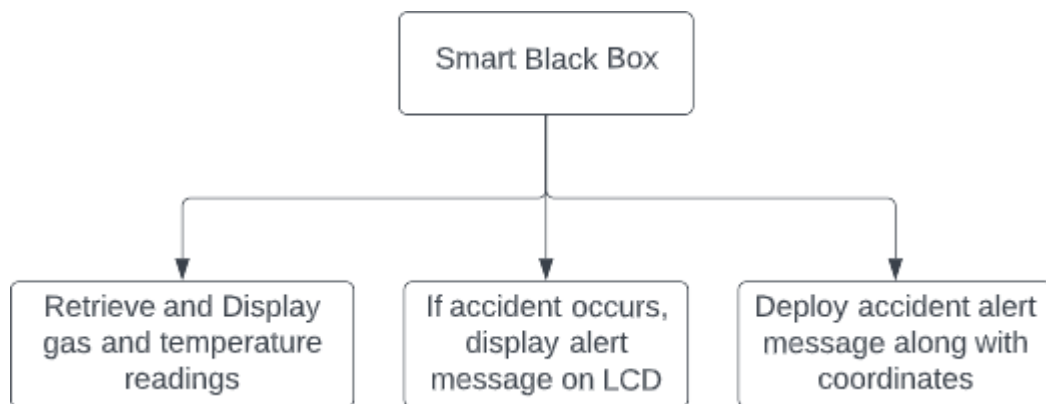 Smart Black Box
Retrieve and Display
gas and temperature
readings
If accident occurs,
display alert
message on LCD
Deploy accident alert
message along with
coordinates